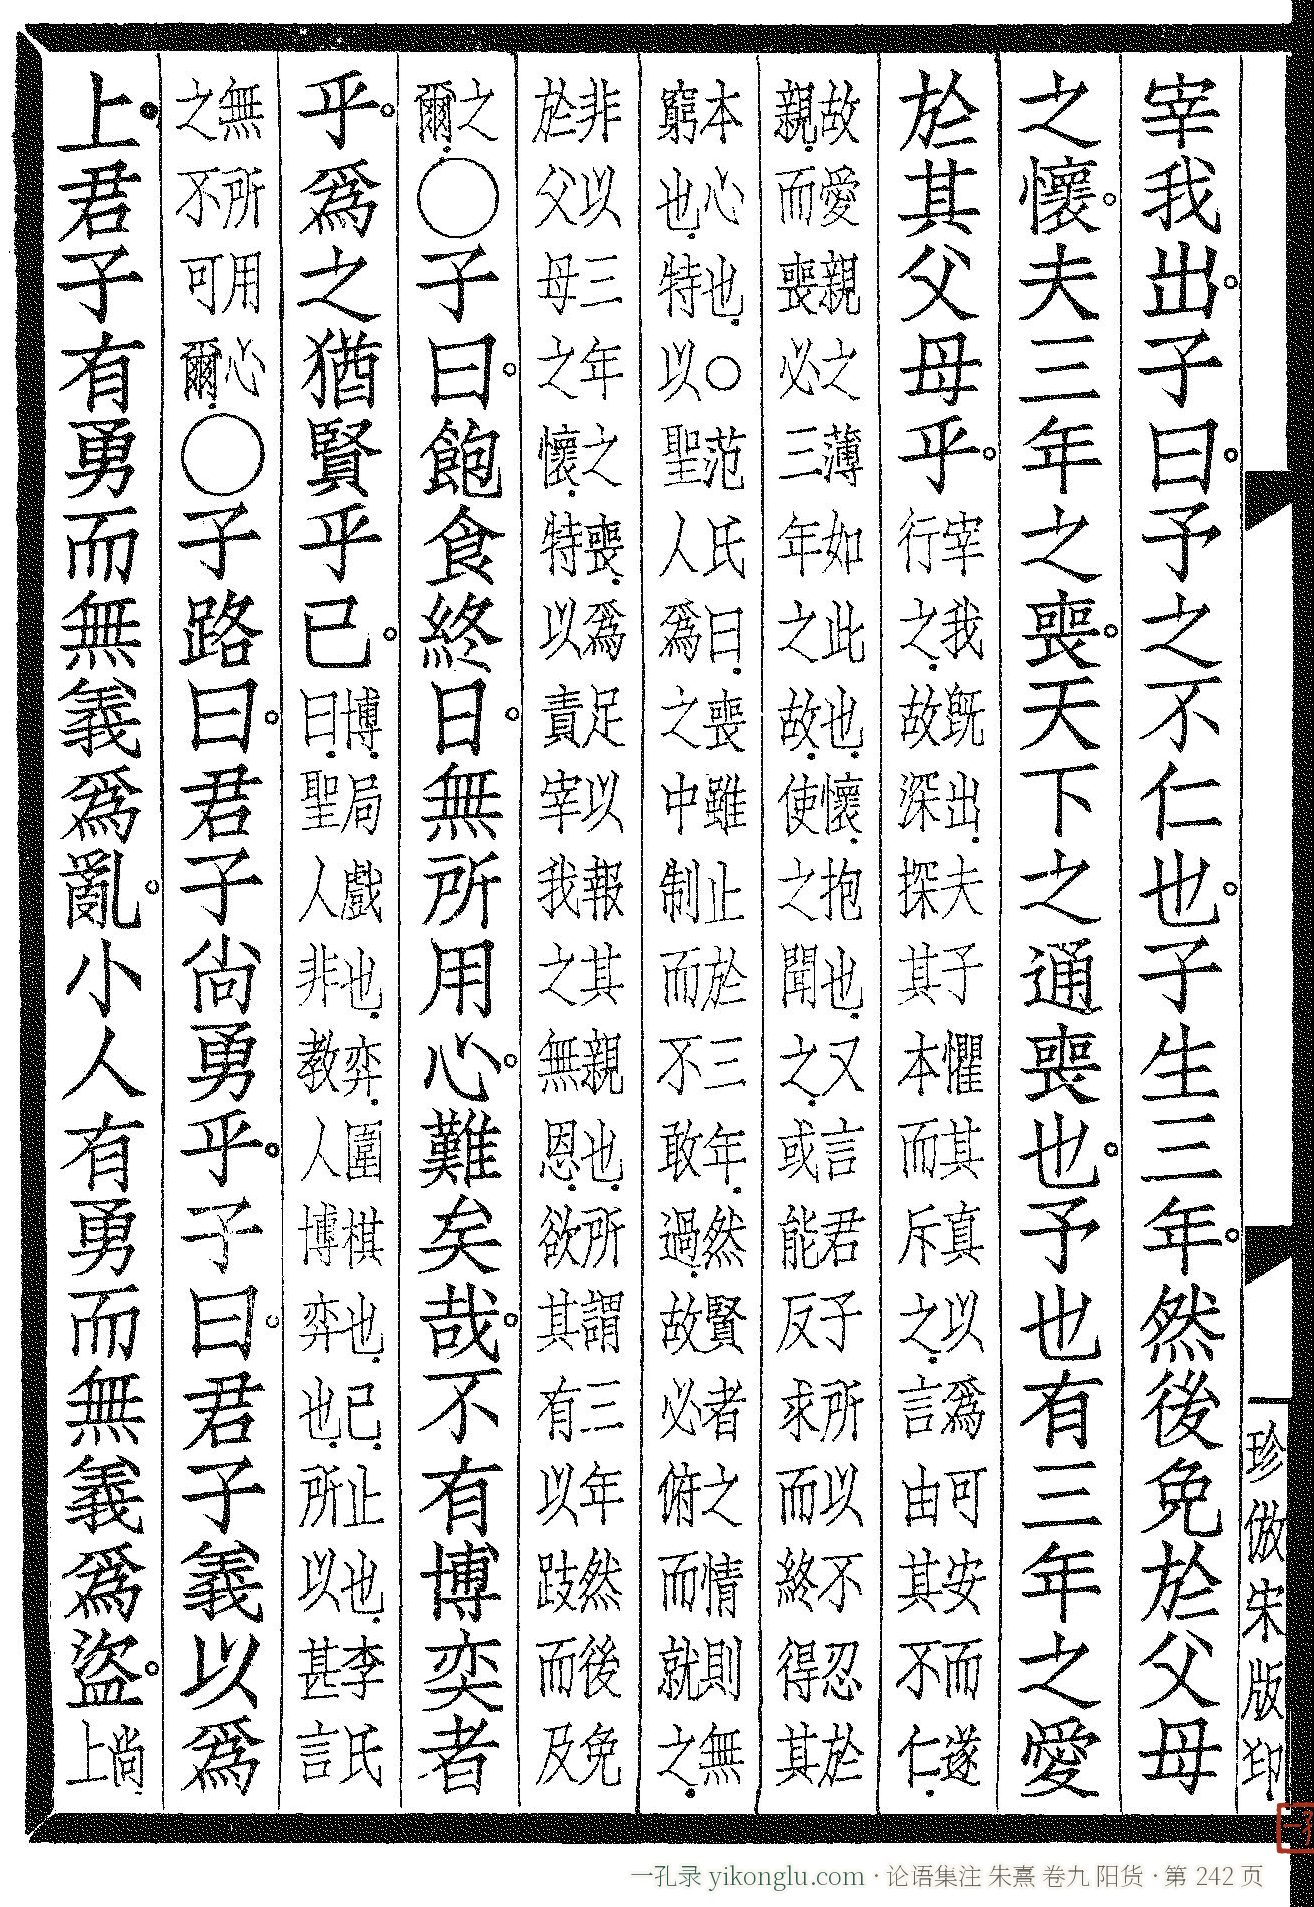 珍倣宋版印
宰我出。子曰。予之不仁也。子生三年。然後免於父母
之懷。夫三年之喪。天下之通喪也。予也有三年之愛
於其父母乎。
宰我既出.夫子懼其真以爲可安而遂
行之.故深探其本而斥之.言由其不仁.
故愛親之薄如此也.懷.抱也.又言君子所以不忍於
親.而喪必三年之故.使之聞之.或能反求而終得其
本心也.○范氏曰.喪雖止於三年.然賢者之情則無
窮也.特以聖人爲之中制而不敢過.故必俯而就之.
非以三年之喪.爲足以報其親也.所謂三年然後免
於父母之懷.特以責宰我之無恩.欲其有以跂而及
之
爾.
○子曰。飽食終日。無所用心。難矣哉。不有博奕者
乎。爲之猶賢乎已。
博.局戲也.弈.圍棋也.已.止也.李氏
曰.聖人非教人博弈也.所以甚言
無所用心
之不可爾.
○子路曰。君子尚勇乎。子曰。君子義以爲
上。君子有勇而無義爲亂。小人有勇而無義爲盜。
尚.
上
一孔录 yikonglu.com · 论语集注 朱熹 卷九 阳货 · 第 242 页